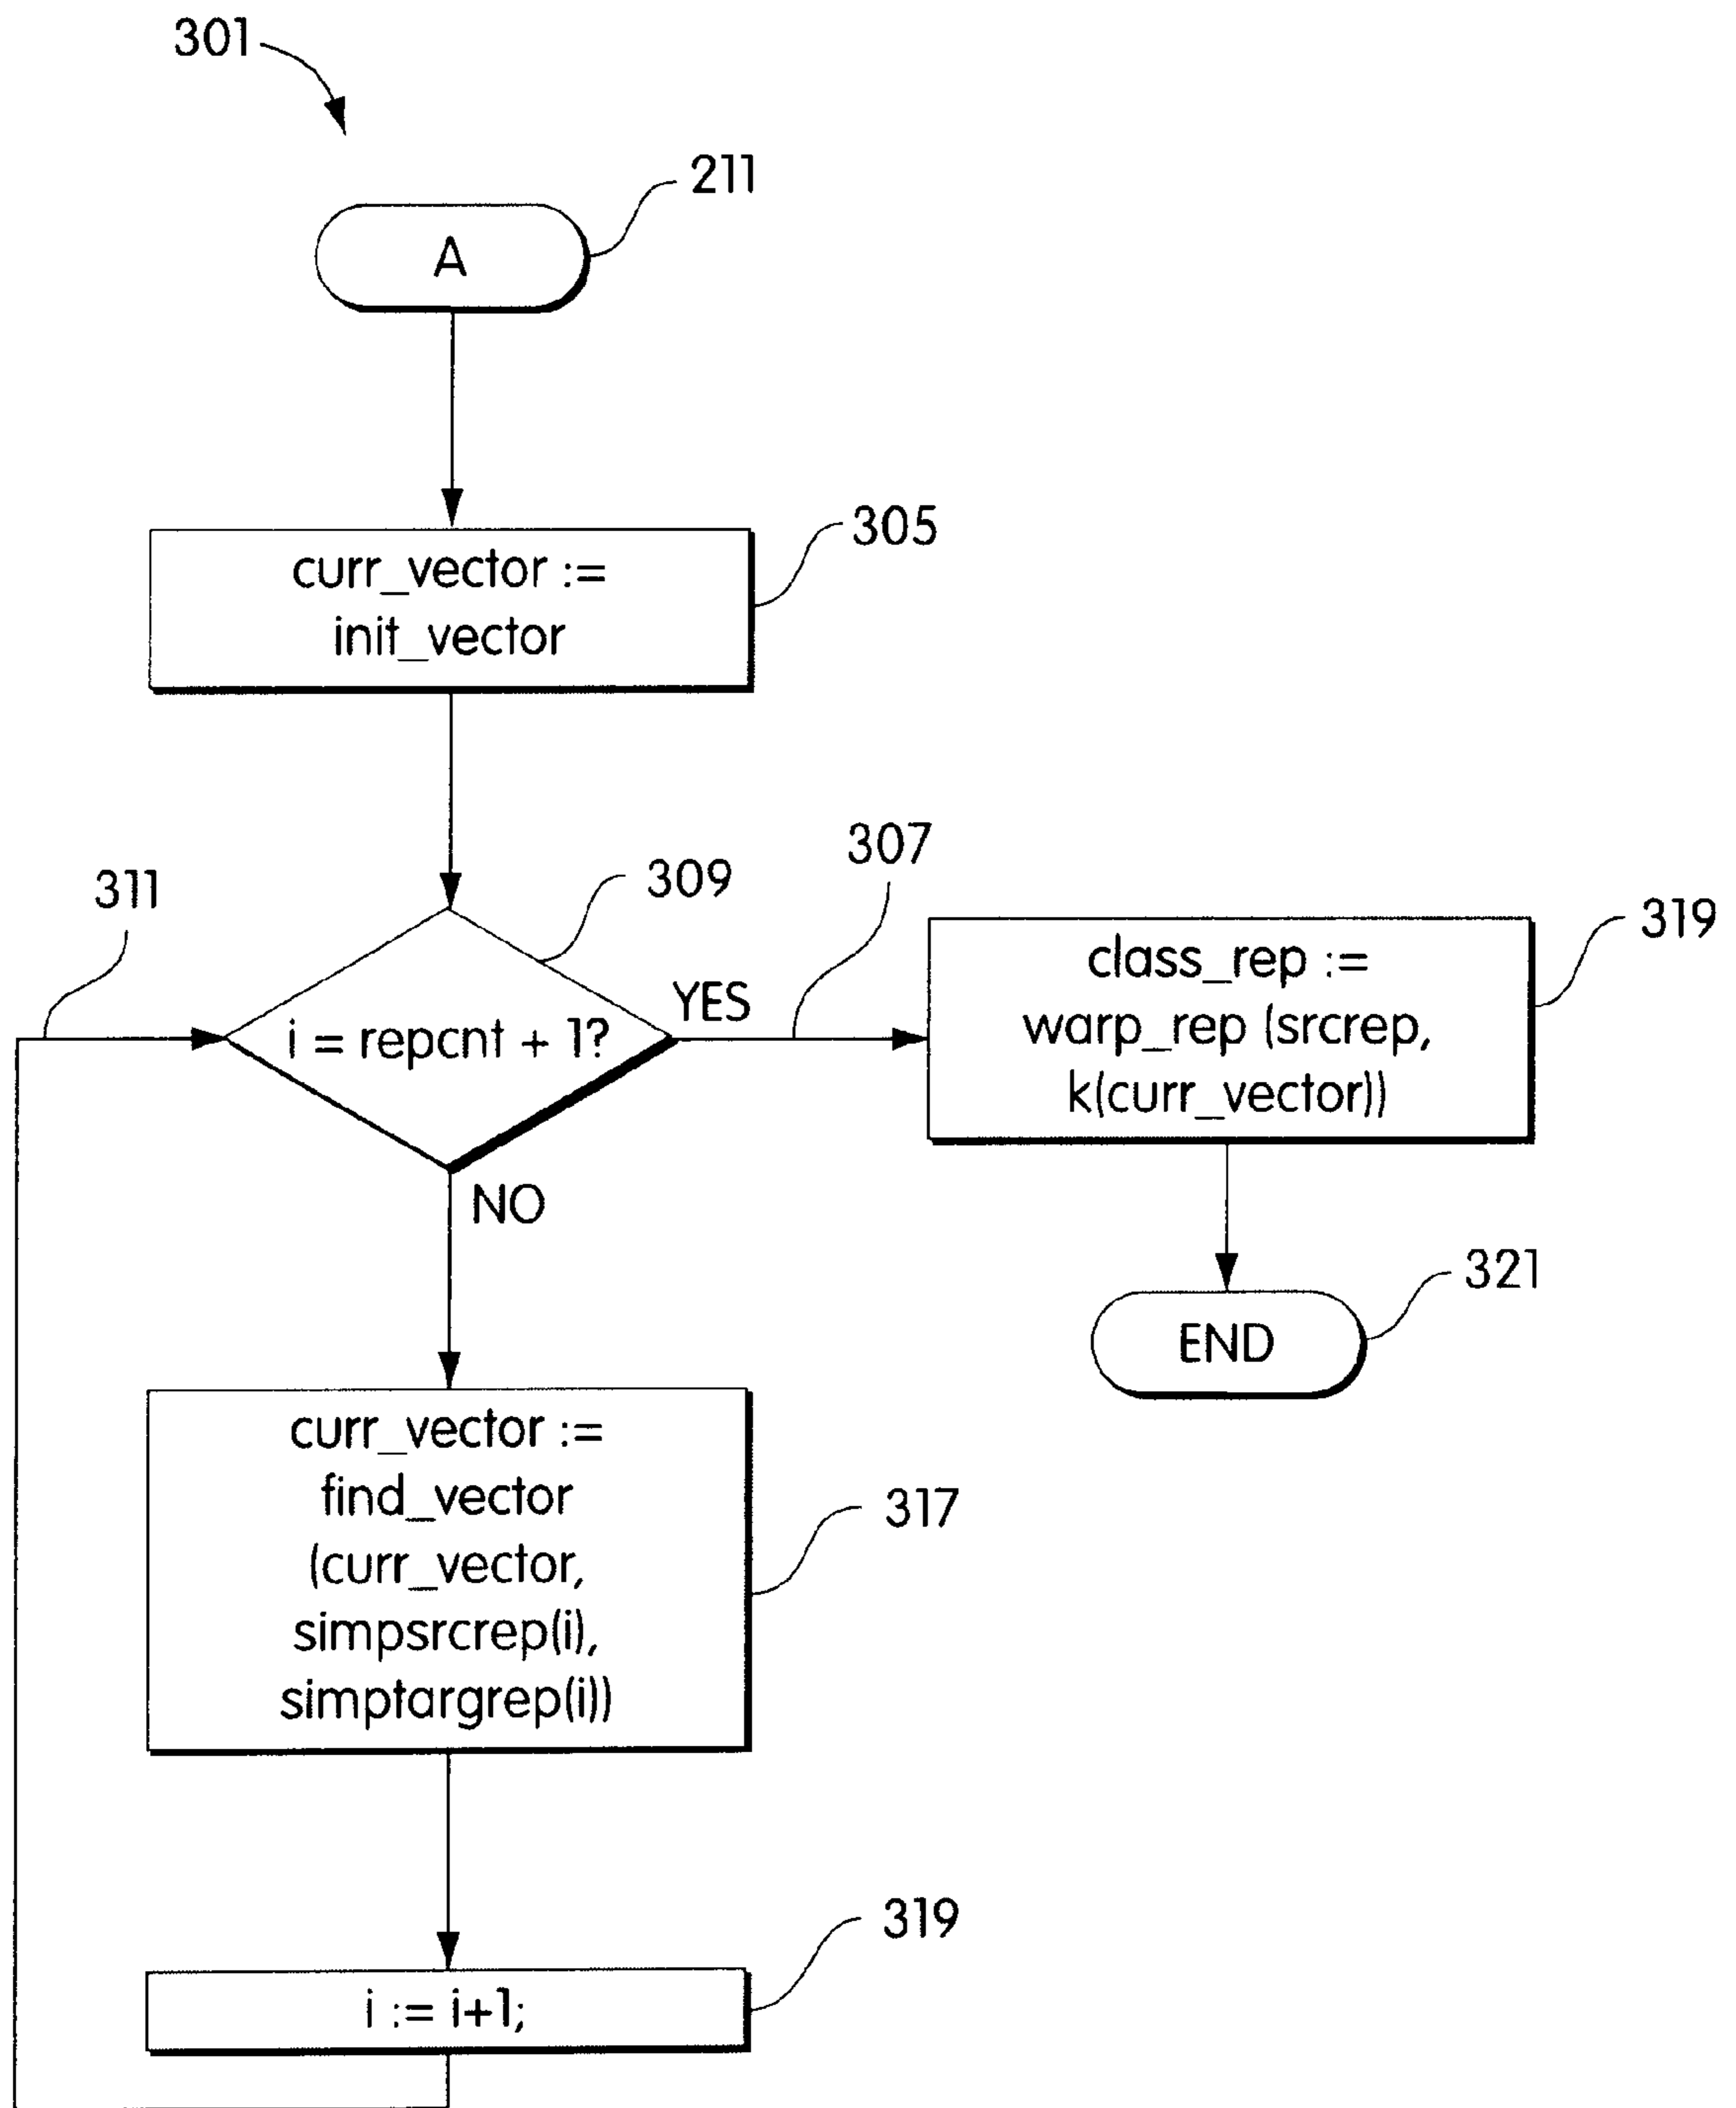 301
211
A
305
curr_vector :=
init_vector
307
309
311
319
YES
class_rep :=
warp_rep (srcrep,
k(curr_vector))
i = repcnt + 1?
NO
321
END
curr_vector :=
find_vector
(curr_vector,
simpsrcrep(i),
simptargrep(i))
317
319
i := i+1;